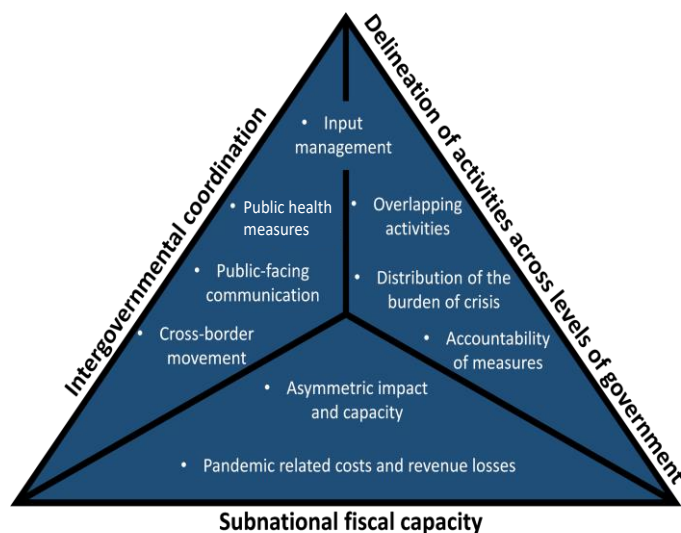 Intergovernmental coordination
Delineation of activities across levels of government
• Input
management
• Public health
measures
• Public-facing
communication
• Cross-border
movement
• Overlapping
activities
• Distribution of the
burden of crisis
• Accountability
of measures
• Asymmetric impact
and capacity
• Pandemic related costs and revenue losses
Subnational fiscal capacity